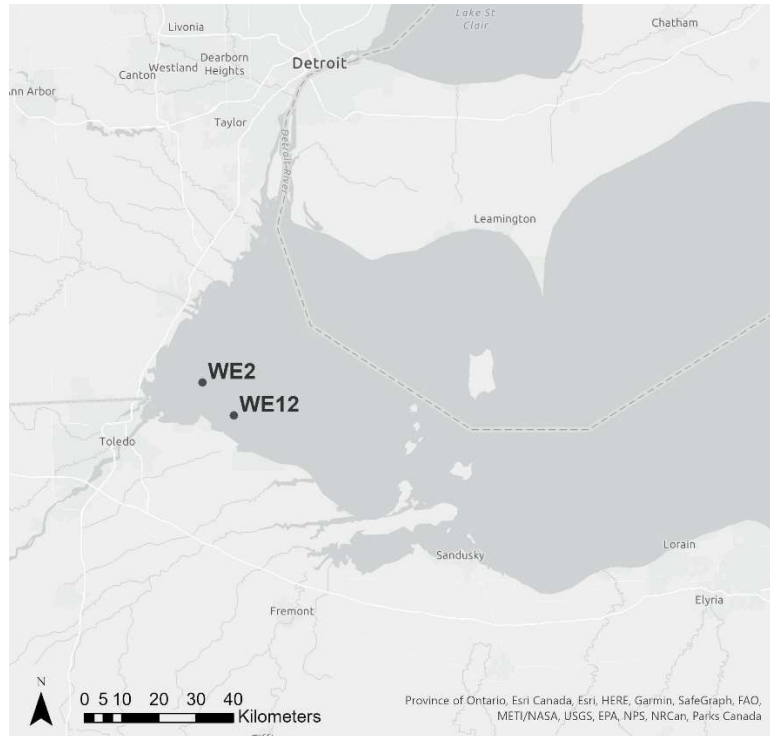 Lake St
Clair
Chatham
Livonia
Dearborn
Heights
Westland
Canton
Detroit
nn Arbor
Taylor
Detroit River
Leamington
WE2
WE12
Toledo
Sandusky
Lorain
Elyria
Fremont
N
0 5 10 20 30 40
Kilometers
Province of Ontario, Esri Canada, Esri, HERE, Garmin, SafeGraph, FAO,
METI/NASA, USGS, EPA, NPS, NRCan, Parks Canada